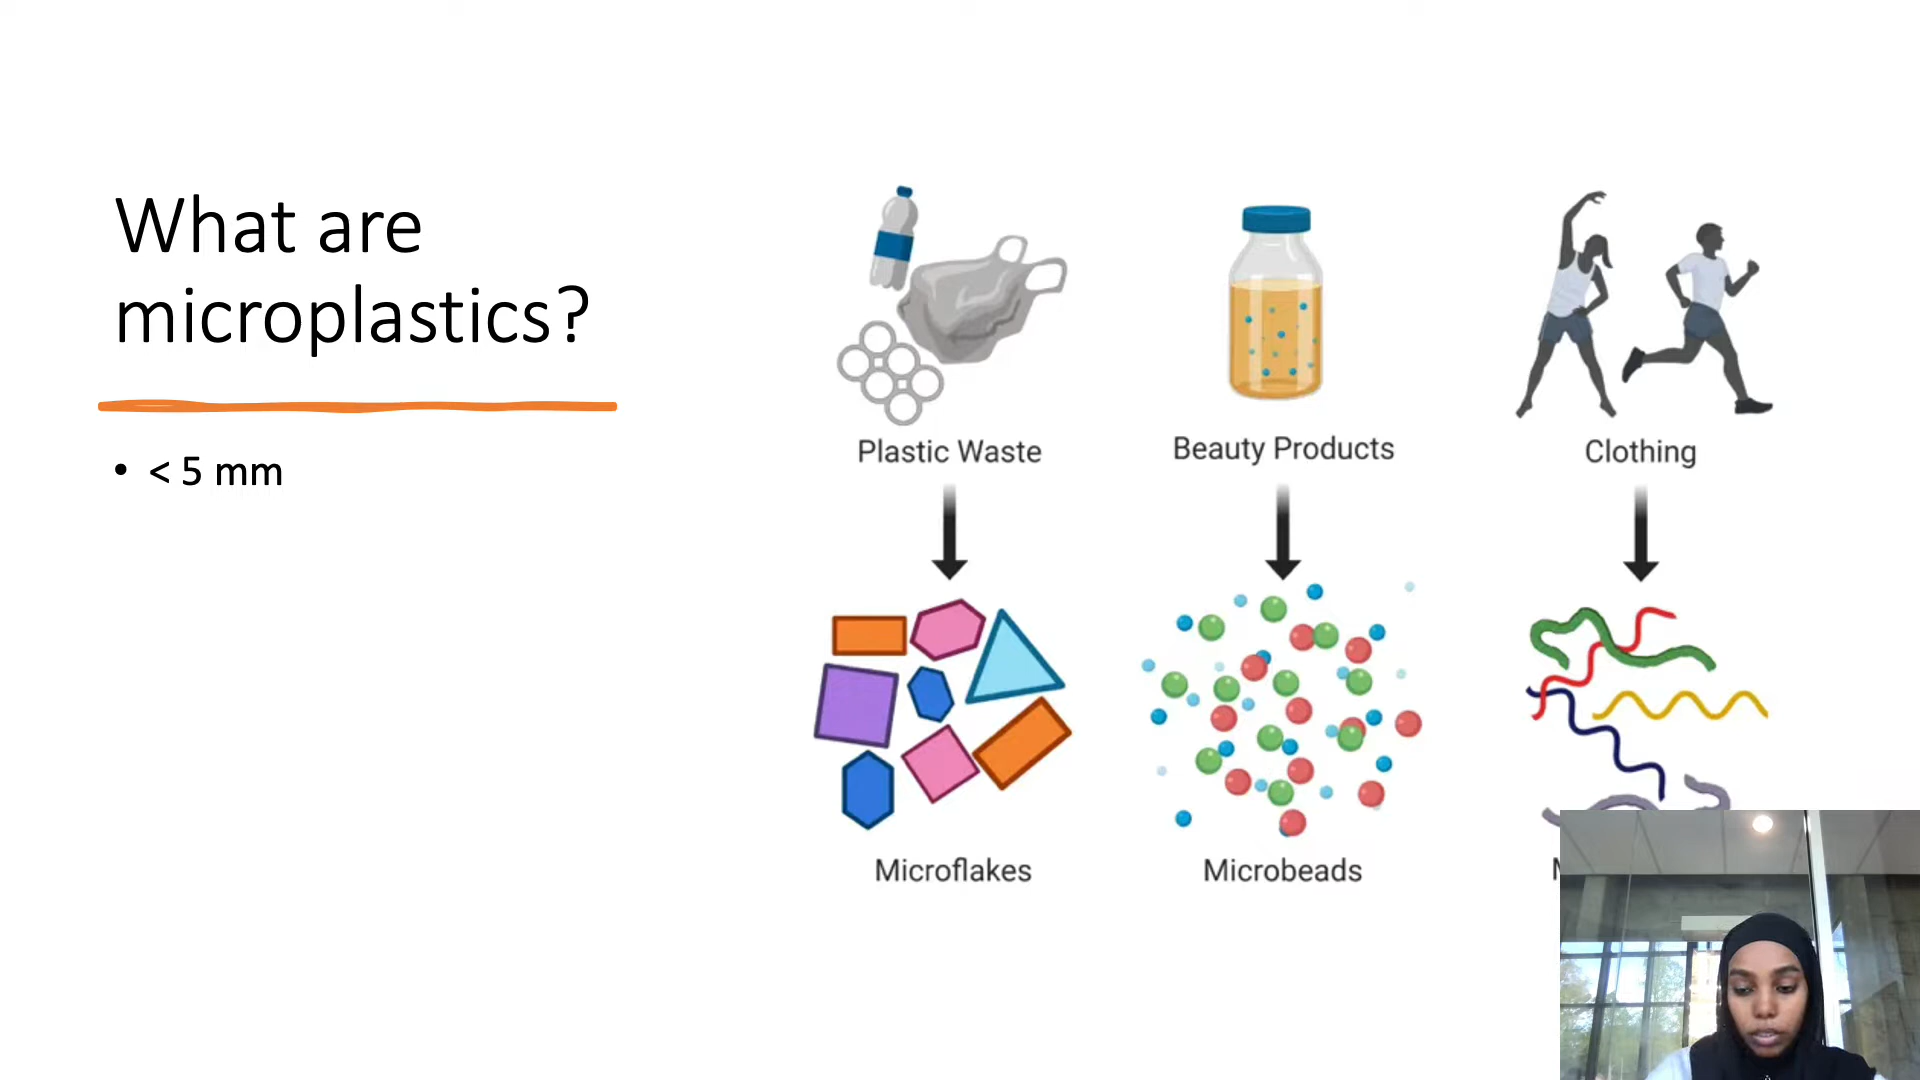 What are
microplastics?
• < 5 mm
Plastic Waste
Beauty Products
Clothing
Microflakes
Microbeads